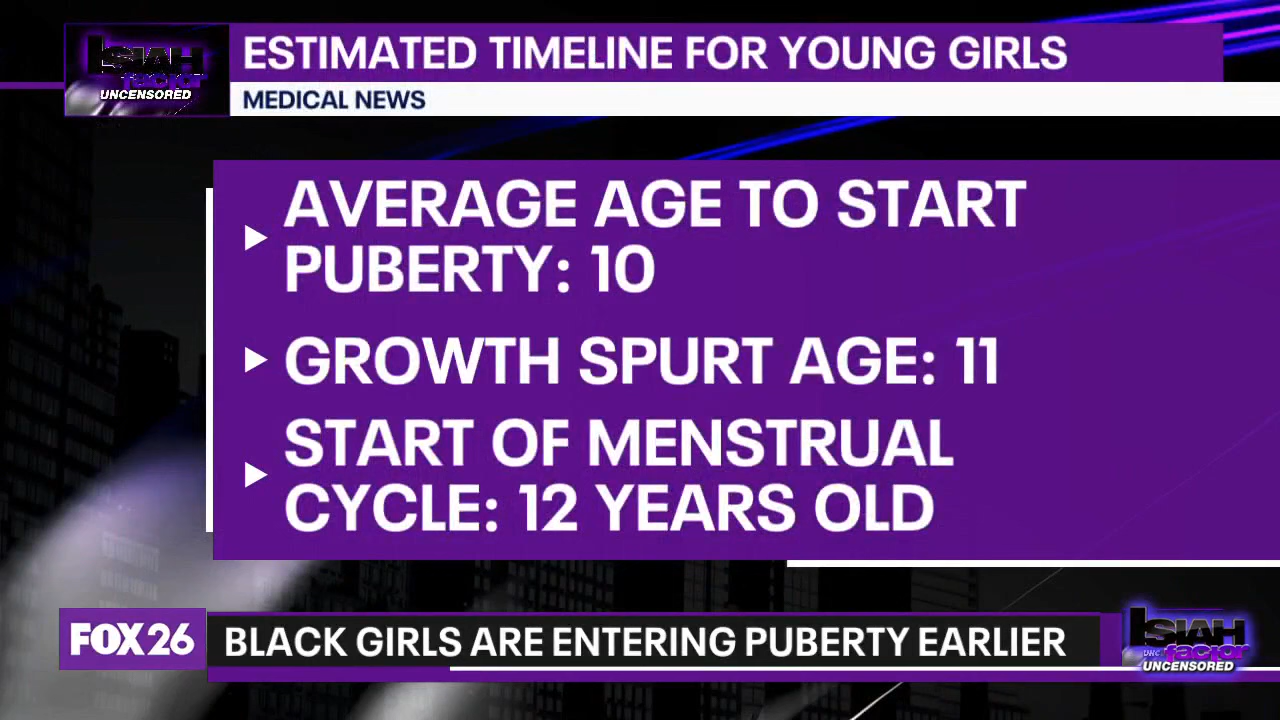 ISIAH
factor
UNCENSORED
ESTIMATED TIMELINE FOR YOUNG GIRLS
MEDICAL NEWS
AVERAGE AGE TO START
PUBERTY: 10
GROWTH SPURT AGE: 11
START OF MENSTRUAL
CYCLE: 12 YEARS OLD
FOX 26
BLACK GIRLS ARE ENTERING PUBERTY EARLIER
ISIAH
THE factor
UNCENSORED